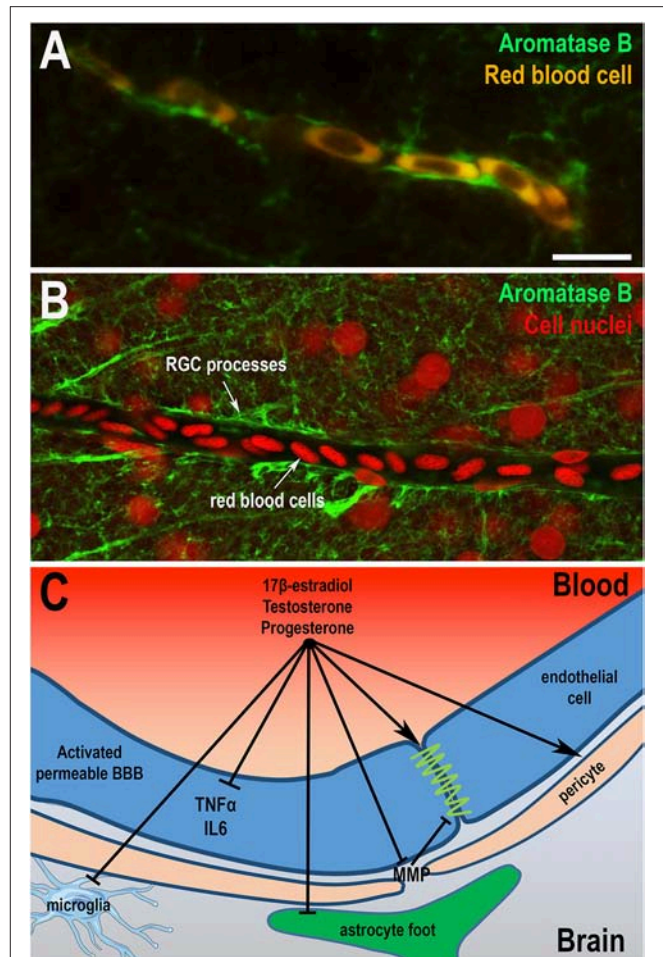 A
Aromatase B
Red blood cell
B
Aromatase B
Cell nuclei
RGC processes
red blood cells
C
17β-estradiol
Testosterone
Progesterone
Blood
endothelial
cell
Activated
permeable BBB
TNFα
IL6
pericyte
MMP
microglia
astrocyte foot
Brain